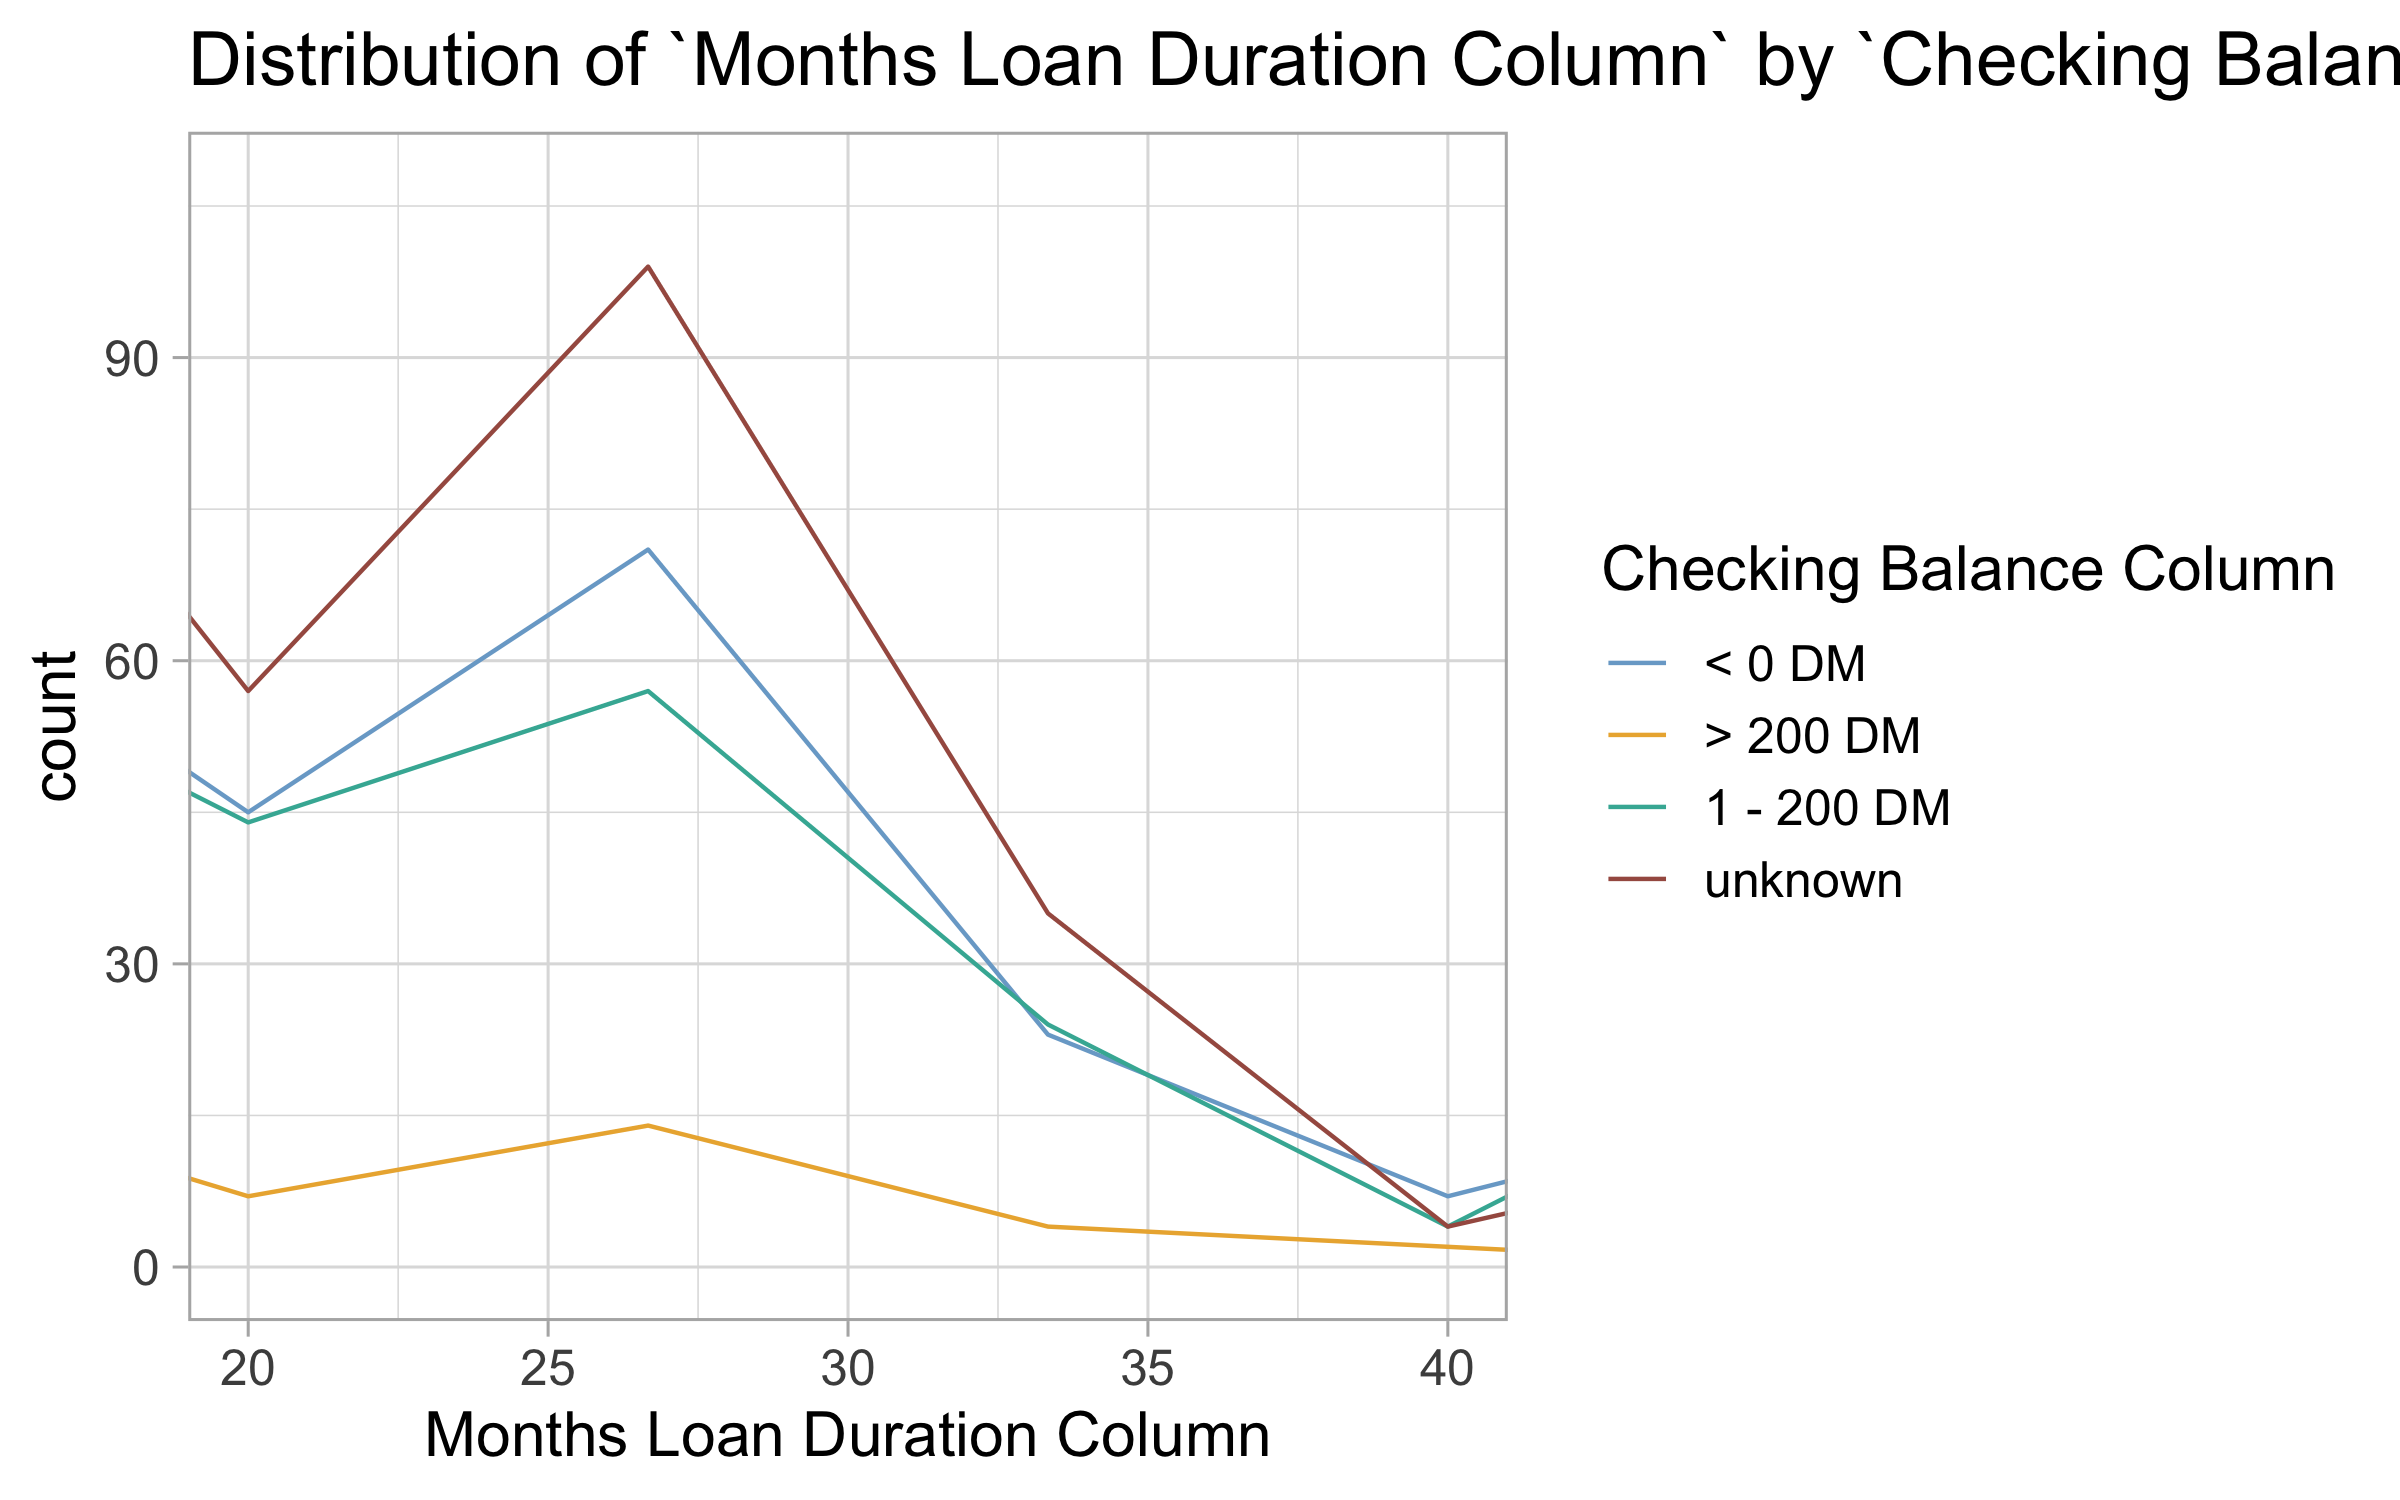 Distribution of `Months Loan Duration Column` by `Checking Balan
90
60
30
0
count
20 25 30 35 40
Months Loan Duration Column
Checking Balance Column
< 0 DM
> 200 DM
1 - 200 DM
unknown